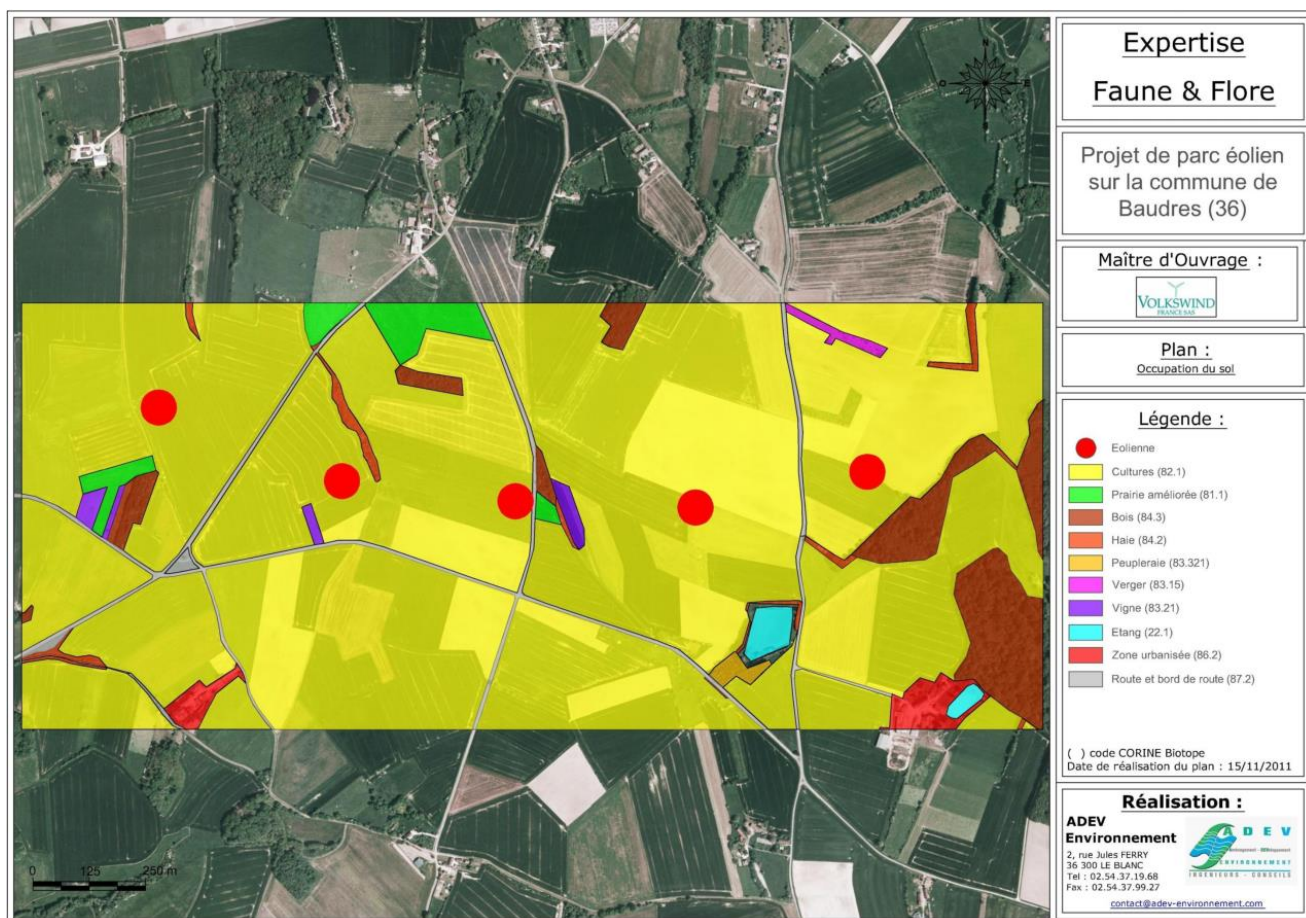 N
O
E
S
0 125 250 m
Expertise
Faune & Flore
Projet de parc éolien
sur la commune de
Baudres (36)
Maître d'Ouvrage :
VOLKSWIND
FRANCE SAS
Plan :
Occupation du sol
Légende :
Eolienne
Cultures (82.1)
Prairie améliorée (81.1)
Bois (84.3)
Haie (84.2)
Peupleraie (83.321)
Verger (83.15)
Vigne (83.21)
Etang (22.1)
Zone urbanisée (86.2)
Route et bord de route (87.2)
( ) code CORINE Biotope
Date de réalisation du plan : 15/11/2011
Réalisation :
ADEV
Environnement
2, rue Jules FERRY
36 300 LE BLANC
Tel : 02.54.37.19.68
Fax : 02.54.37.99.27
ADEV
ENVIRONNEMENT
INGENIEURS - CONSEILS
contact@adev-environnement.com